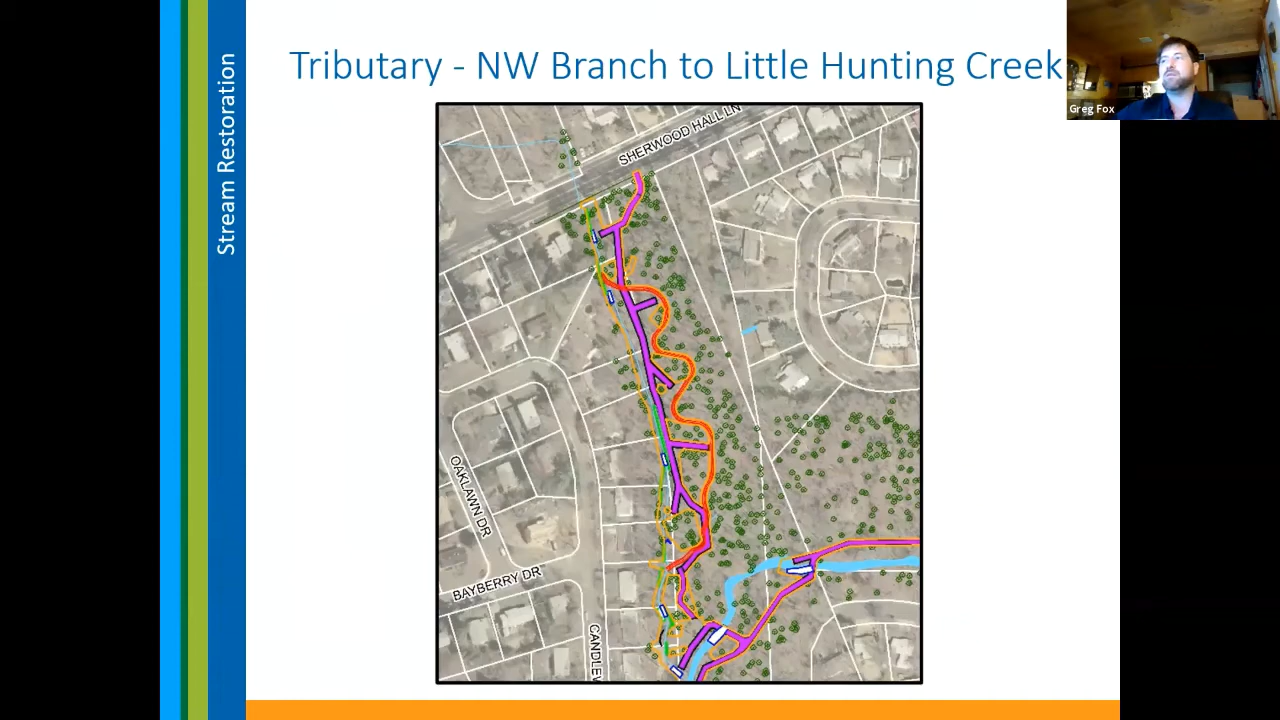 Stream Restoration
Tributary - NW Branch to Little Hunting Creek
Greg Fox
SHERWOOD HALL LN
OAKLAWN DR
BAYBERRY DR
CANDLEW